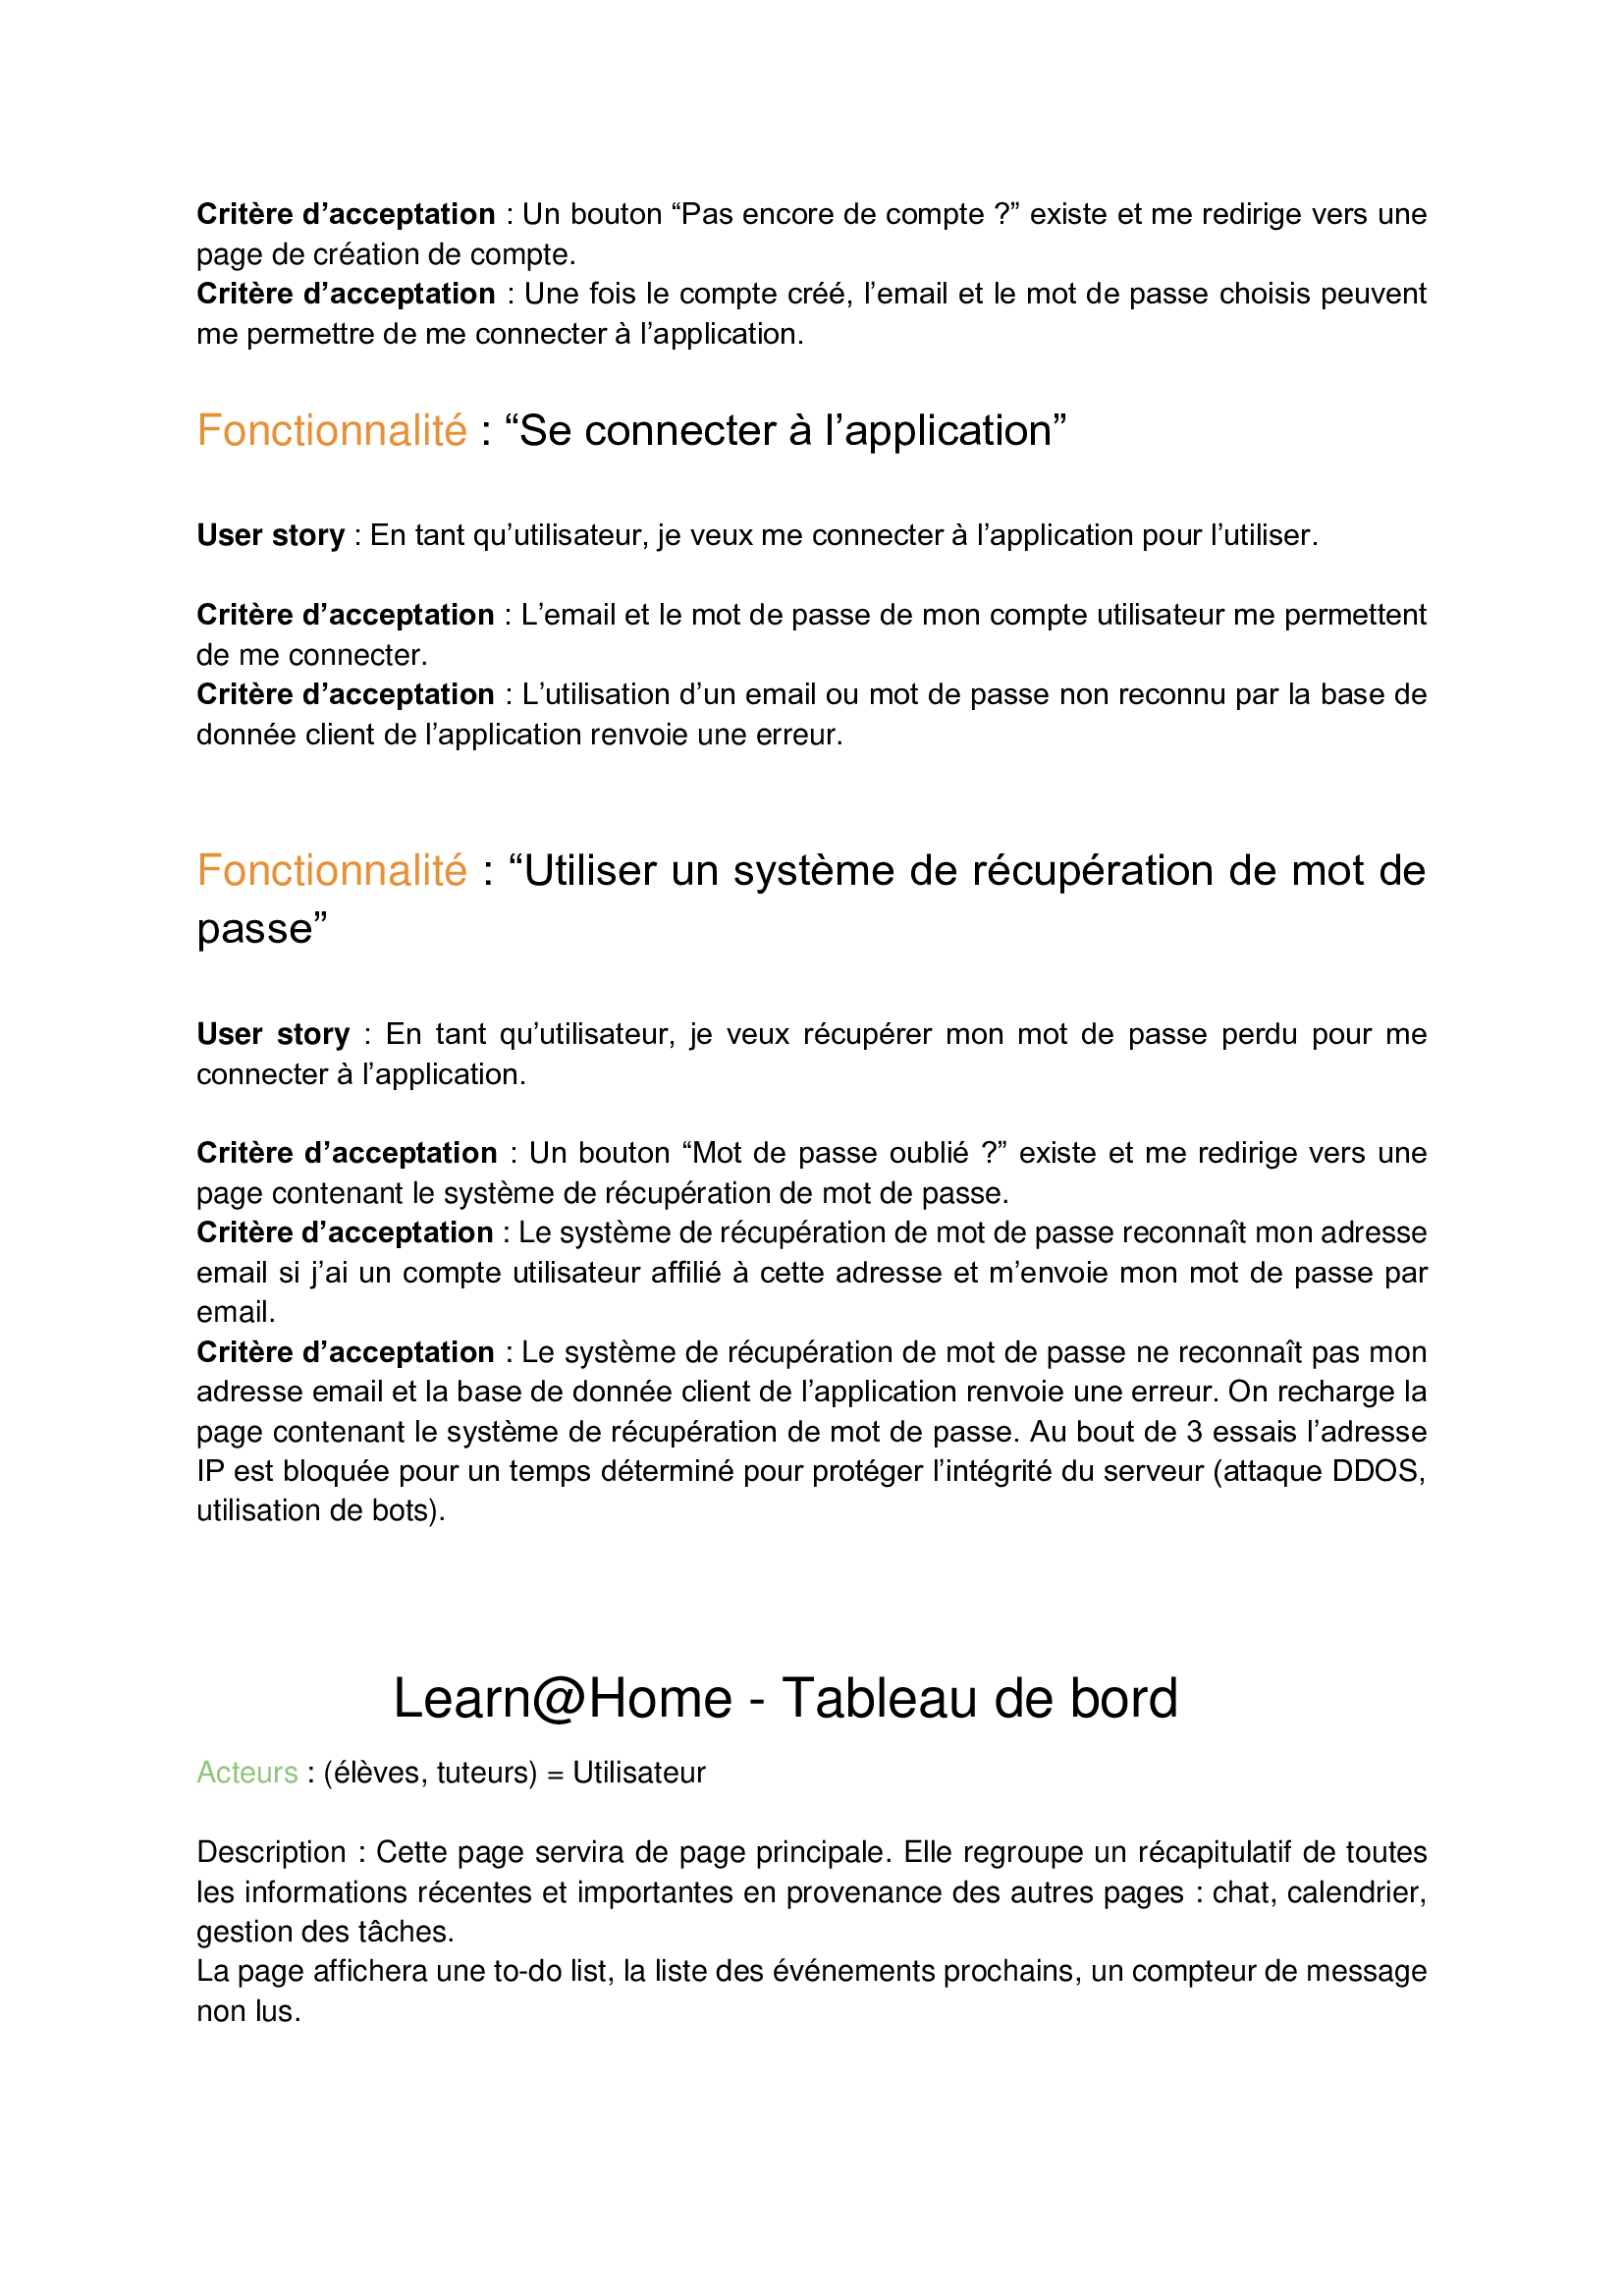 Critère d’acceptation : Un bouton “Pas encore de compte ?” existe et me redirige vers une
page de création de compte.
Critère d’acceptation : Une fois le compte créé, l’email et le mot de passe choisis peuvent
me permettre de me connecter à l’application.
Fonctionnalité : “Se connecter à l’application”
User story : En tant qu’utilisateur, je veux me connecter à l’application pour l’utiliser.
Critère d’acceptation : L’email et le mot de passe de mon compte utilisateur me permettent
de me connecter.
Critère d’acceptation : L’utilisation d’un email ou mot de passe non reconnu par la base de
donnée client de l’application renvoie une erreur.
Fonctionnalité : “Utiliser un système de récupération de mot de
passe”
User story : En tant qu’utilisateur, je veux récupérer mon mot de passe perdu pour me
connecter à l’application.
Critère d’acceptation : Un bouton “Mot de passe oublié ?” existe et me redirige vers une
page contenant le système de récupération de mot de passe.
Critère d’acceptation : Le système de récupération de mot de passe reconnaît mon adresse
email si j’ai un compte utilisateur affilié à cette adresse et m’envoie mon mot de passe par
email.
Critère d’acceptation : Le système de récupération de mot de passe ne reconnaît pas mon
adresse email et la base de donnée client de l’application renvoie une erreur. On recharge la
page contenant le système de récupération de mot de passe. Au bout de 3 essais l’adresse
IP est bloquée pour un temps déterminé pour protéger l’intégrité du serveur (attaque DDOS,
utilisation de bots).
Learn@Home - Tableau de bord
Acteurs : (élèves, tuteurs) = Utilisateur
Description : Cette page servira de page principale. Elle regroupe un récapitulatif de toutes
les informations récentes et importantes en provenance des autres pages : chat, calendrier,
gestion des tâches.
La page affichera une to-do list, la liste des événements prochains, un compteur de message
non lus.